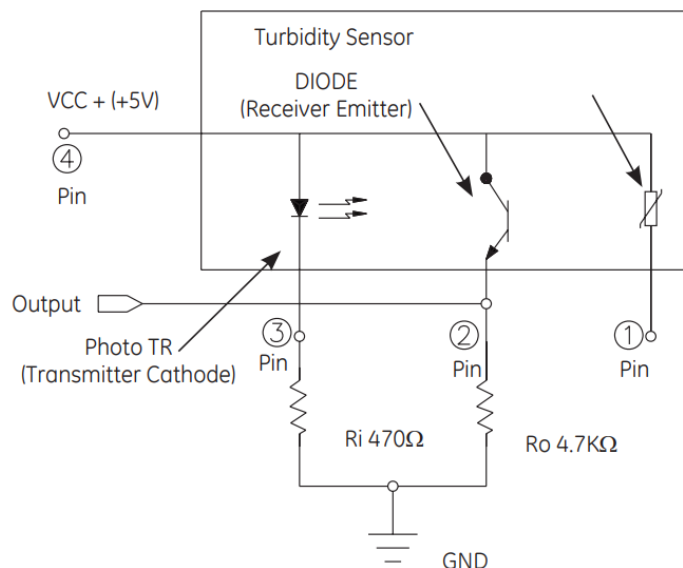 Turbidity Sensor
DIODE
(Receiver Emitter)
VCC + (+5V)
④
Pin
Output
Photo TR
(Transmitter Cathode)
③
Pin
②
Pin
①
Pin
Ri 470Ω
Ro 4.7KΩ
GND